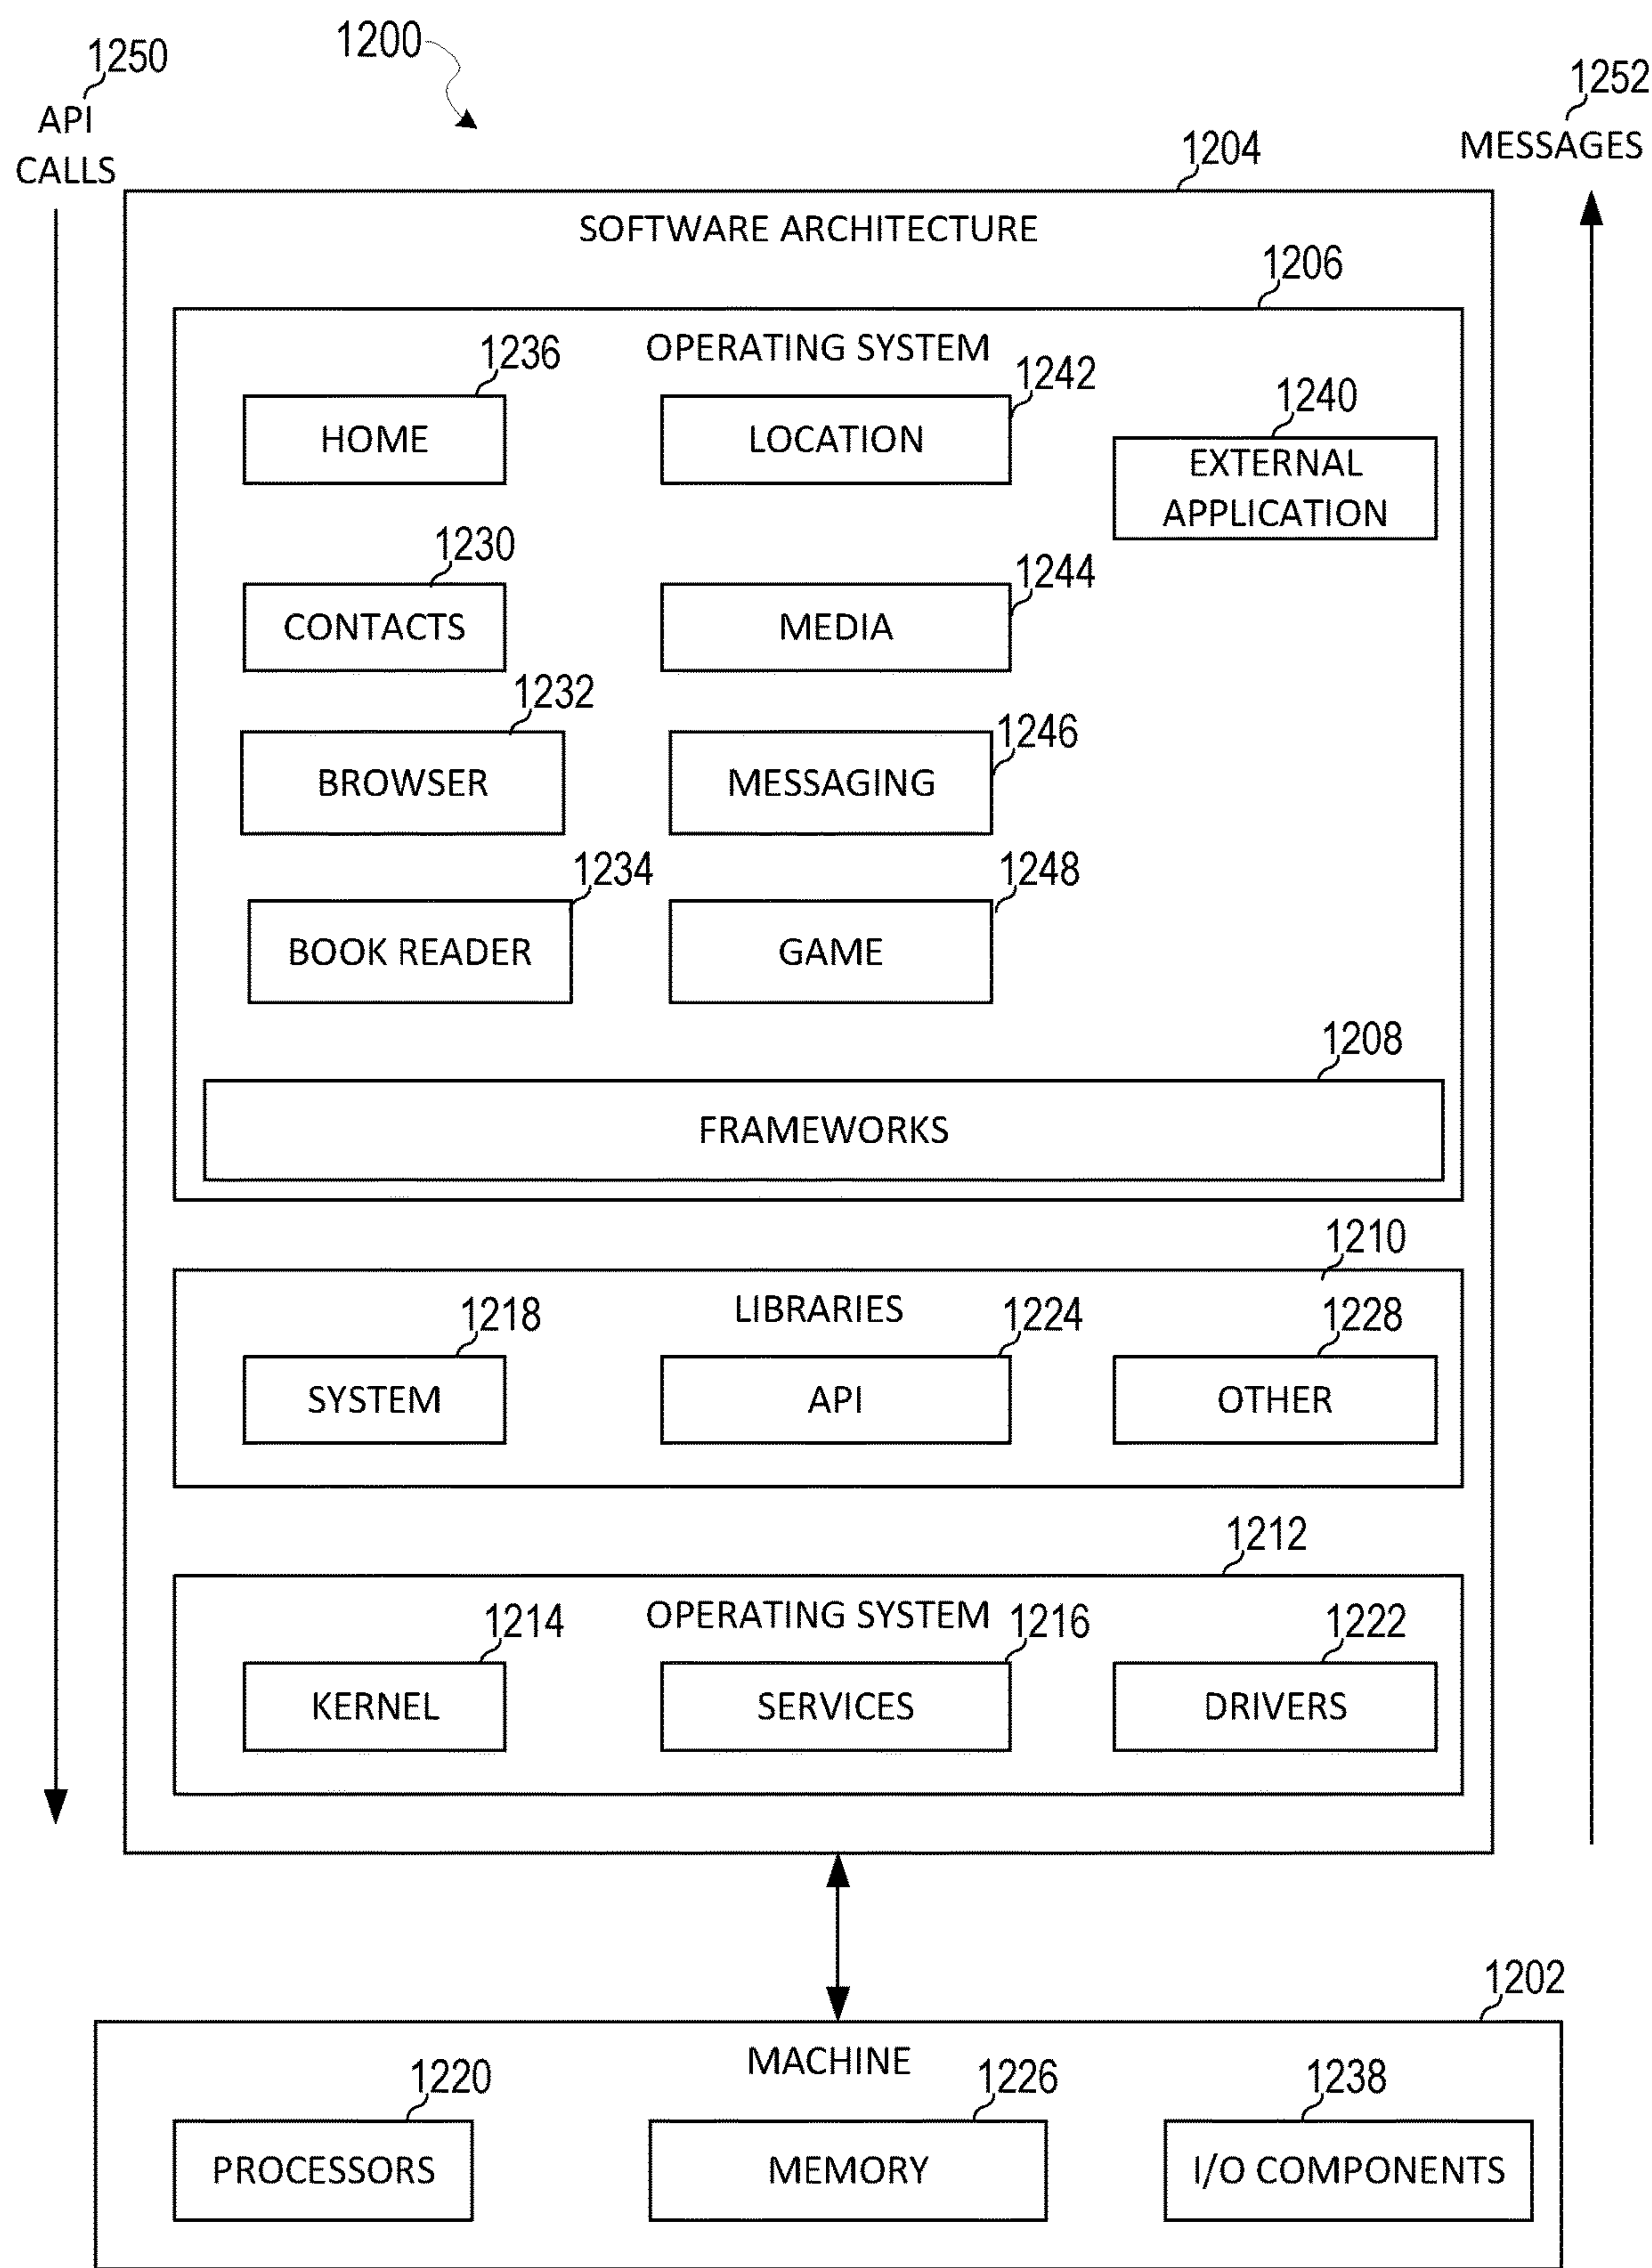 1200
1250
API
CALLS
1252
MESSAGES
1204
SOFTWARE ARCHITECTURE
1206
OPERATING SYSTEM
1236
HOME
1242
LOCATION
1240
EXTERNAL
APPLICATION
1230
CONTACTS
1244
MEDIA
1232
BROWSER
1246
MESSAGING
1234
BOOK READER
1248
GAME
1208
FRAMEWORKS
1210
LIBRARIES
1218
SYSTEM
1224
API
1228
OTHER
1212
OPERATING SYSTEM
1214
KERNEL
1216
SERVICES
1222
DRIVERS
1202
MACHINE
1220
PROCESSORS
1226
MEMORY
1238
I/O COMPONENTS